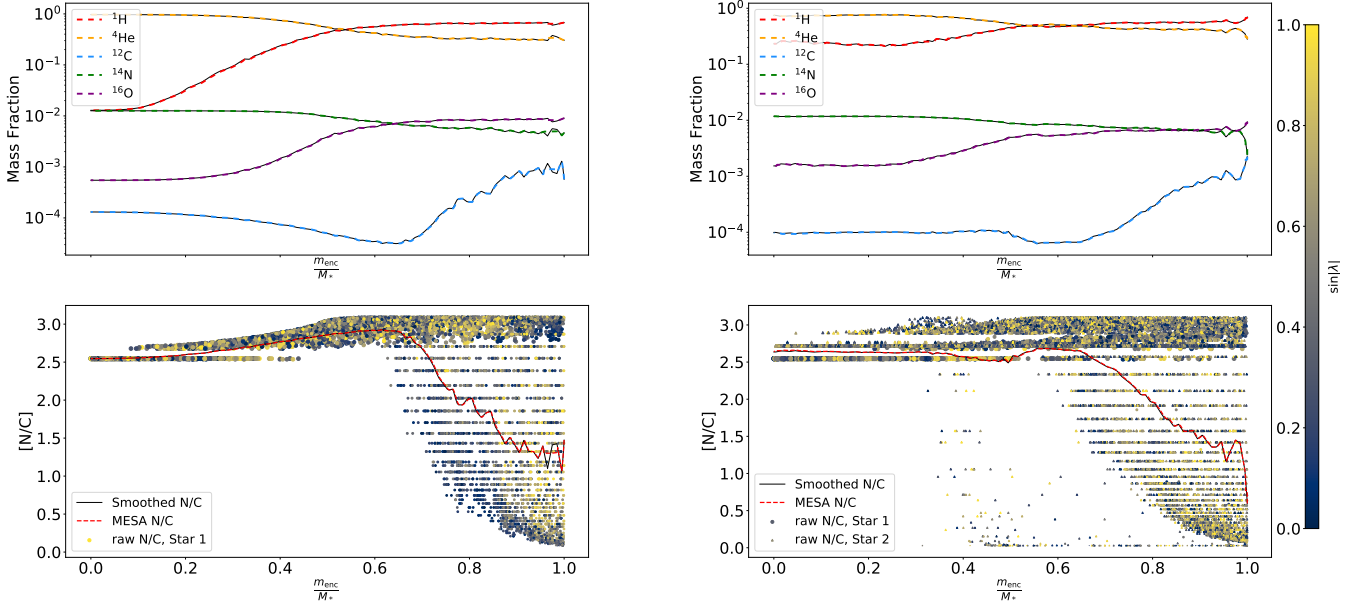 10⁰
10⁻¹
10⁻²
10⁻³
10⁻⁴
Mass Fraction
¹H
⁴He
¹²C
¹⁴N
¹⁶O
m_enc
M_*
10⁰
10⁻¹
10⁻²
10⁻³
10⁻⁴
Mass Fraction
¹H
⁴He
¹²C
¹⁴N
¹⁶O
m_enc
M_*
3.0
2.5
2.0
1.5
1.0
0.5
0.0
[N/C]
Smoothed N/C
MESA N/C
raw N/C, Star 1
0.0 0.2 0.4 0.6 0.8 1.0
m_enc
M_*
3.0
2.5
2.0
1.5
1.0
0.5
0.0
[N/C]
Smoothed N/C
MESA N/C
raw N/C, Star 1
raw N/C, Star 2
0.0 0.2 0.4 0.6 0.8 1.0
m_enc
M_*
1.0
0.8
0.6
0.4
0.2
0.0
sin|λ|